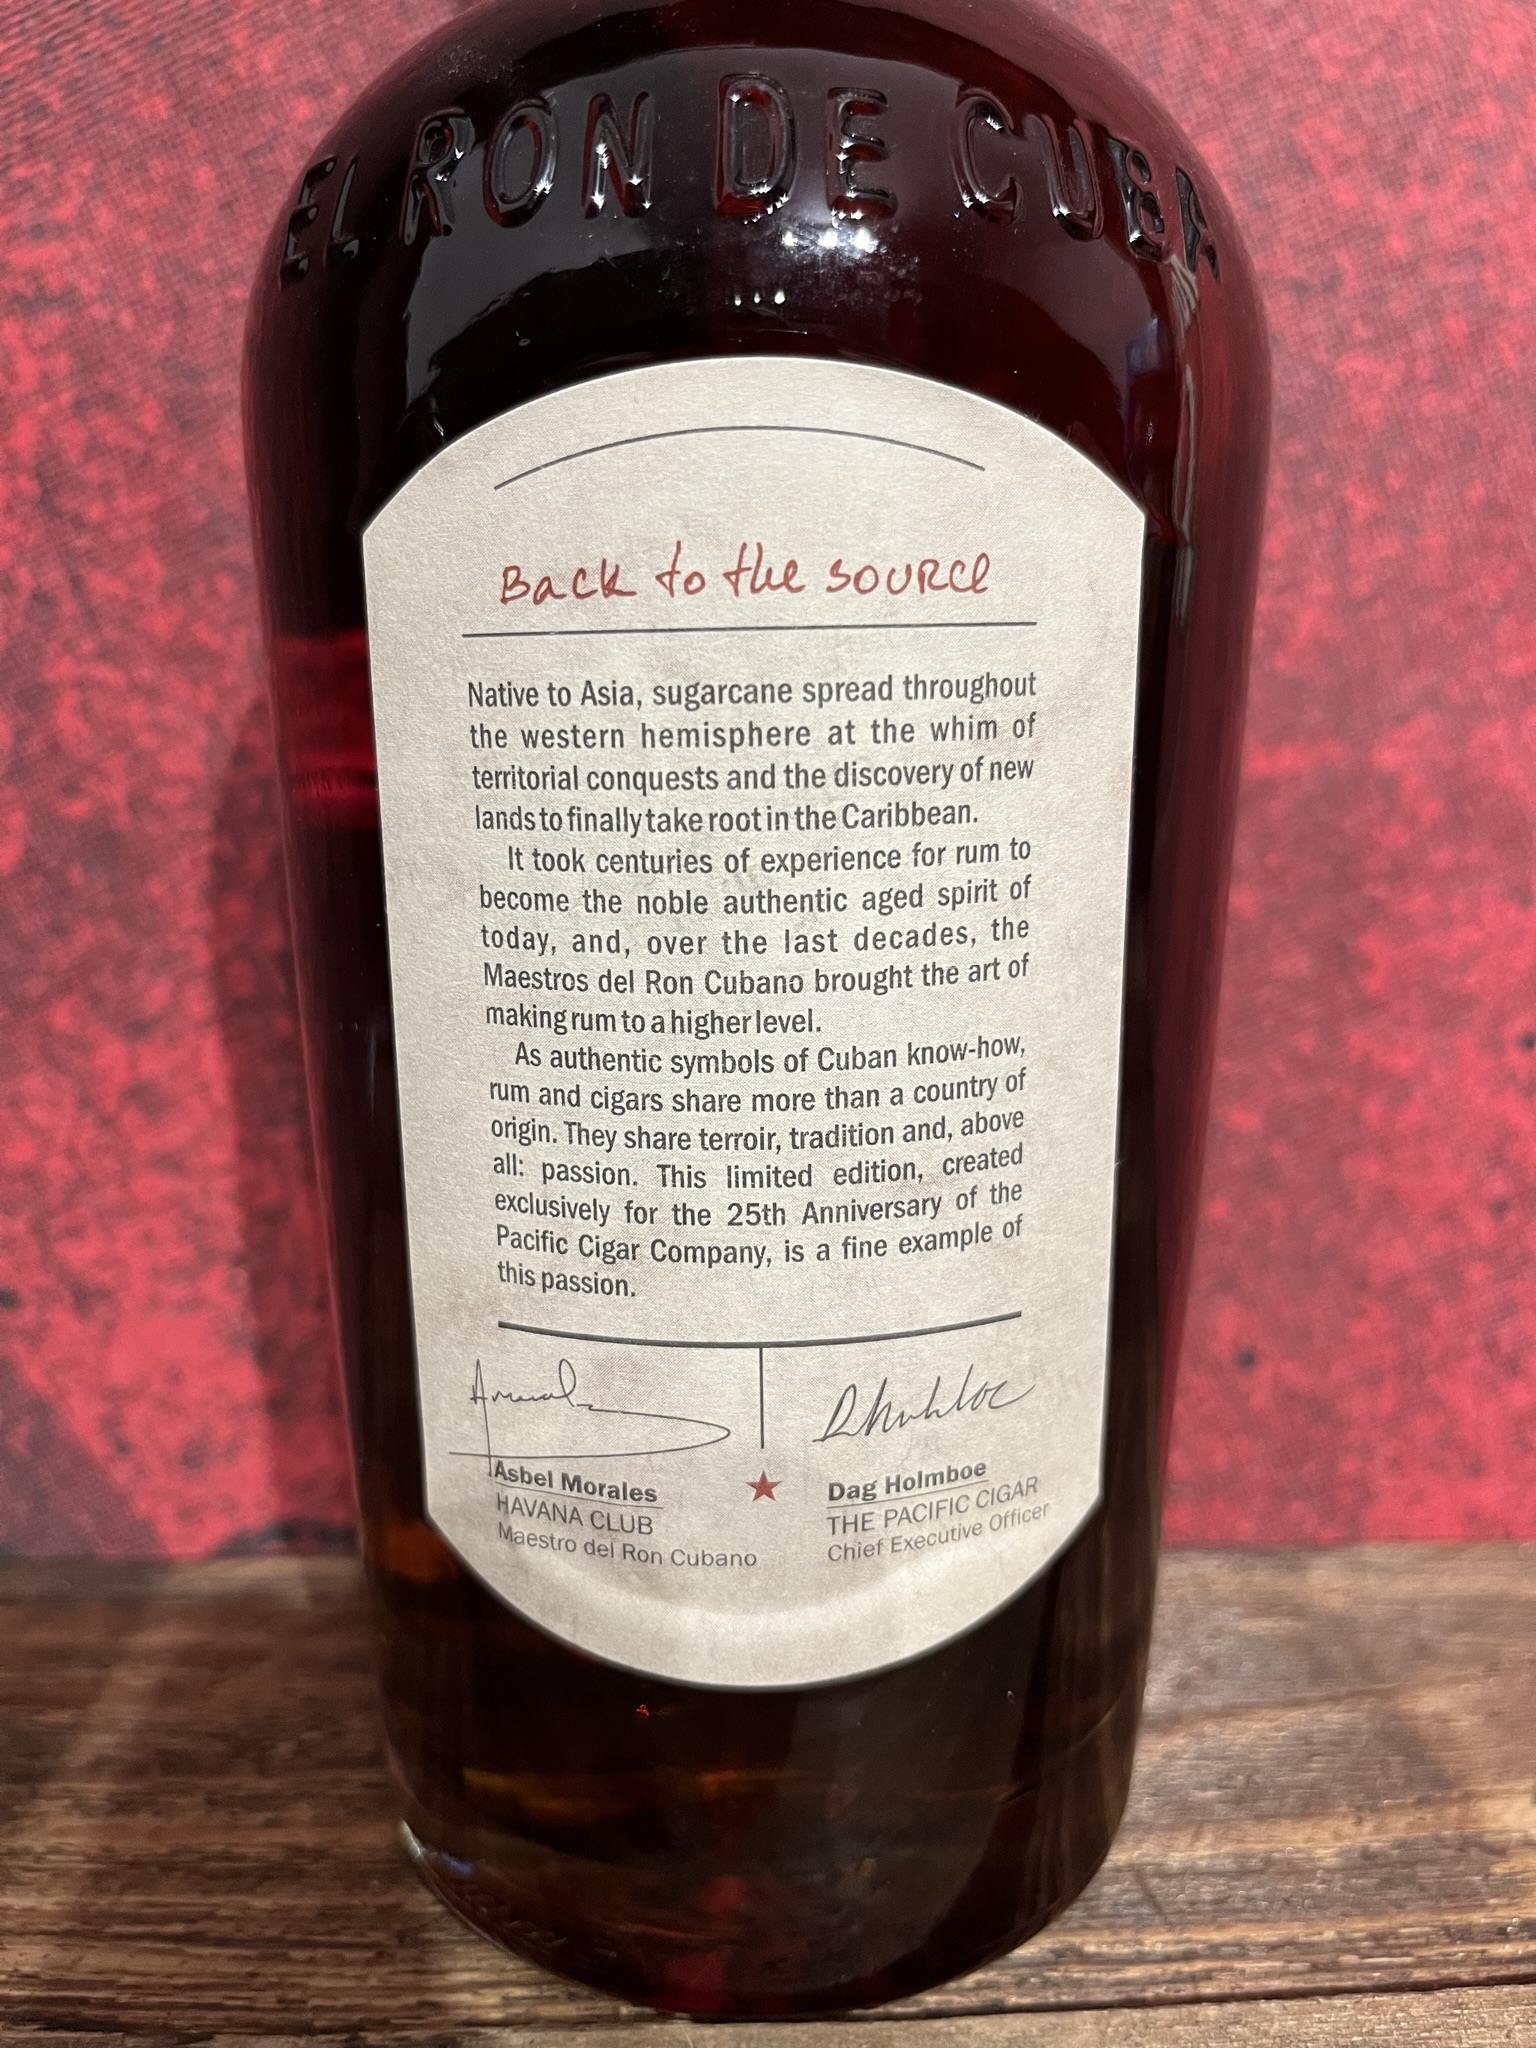 EL RON DE CUBA
Back to the source
Native to Asia, sugarcane spread throughout
the western hemisphere at the whim of
territorial conquests and the discovery of new
lands to finally take root in the Caribbean.
It took centuries of experience for rum to
become the noble authentic aged spirit of
today, and, over the last decades, the
Maestros del Ron Cubano brought the art of
making rum to a higher level.
As authentic symbols of Cuban know-how,
rum and cigars share more than a country of
origin. They share terroir, tradition and, above
all: passion. This limited edition, created
exclusively for the 25th Anniversary of the
Pacific Cigar Company, is a fine example of
this passion.
Asbel Morales
HAVANA CLUB
Maestro del Ron Cubano
Dag Holmboe
THE PACIFIC CIGAR
Chief Executive Officer